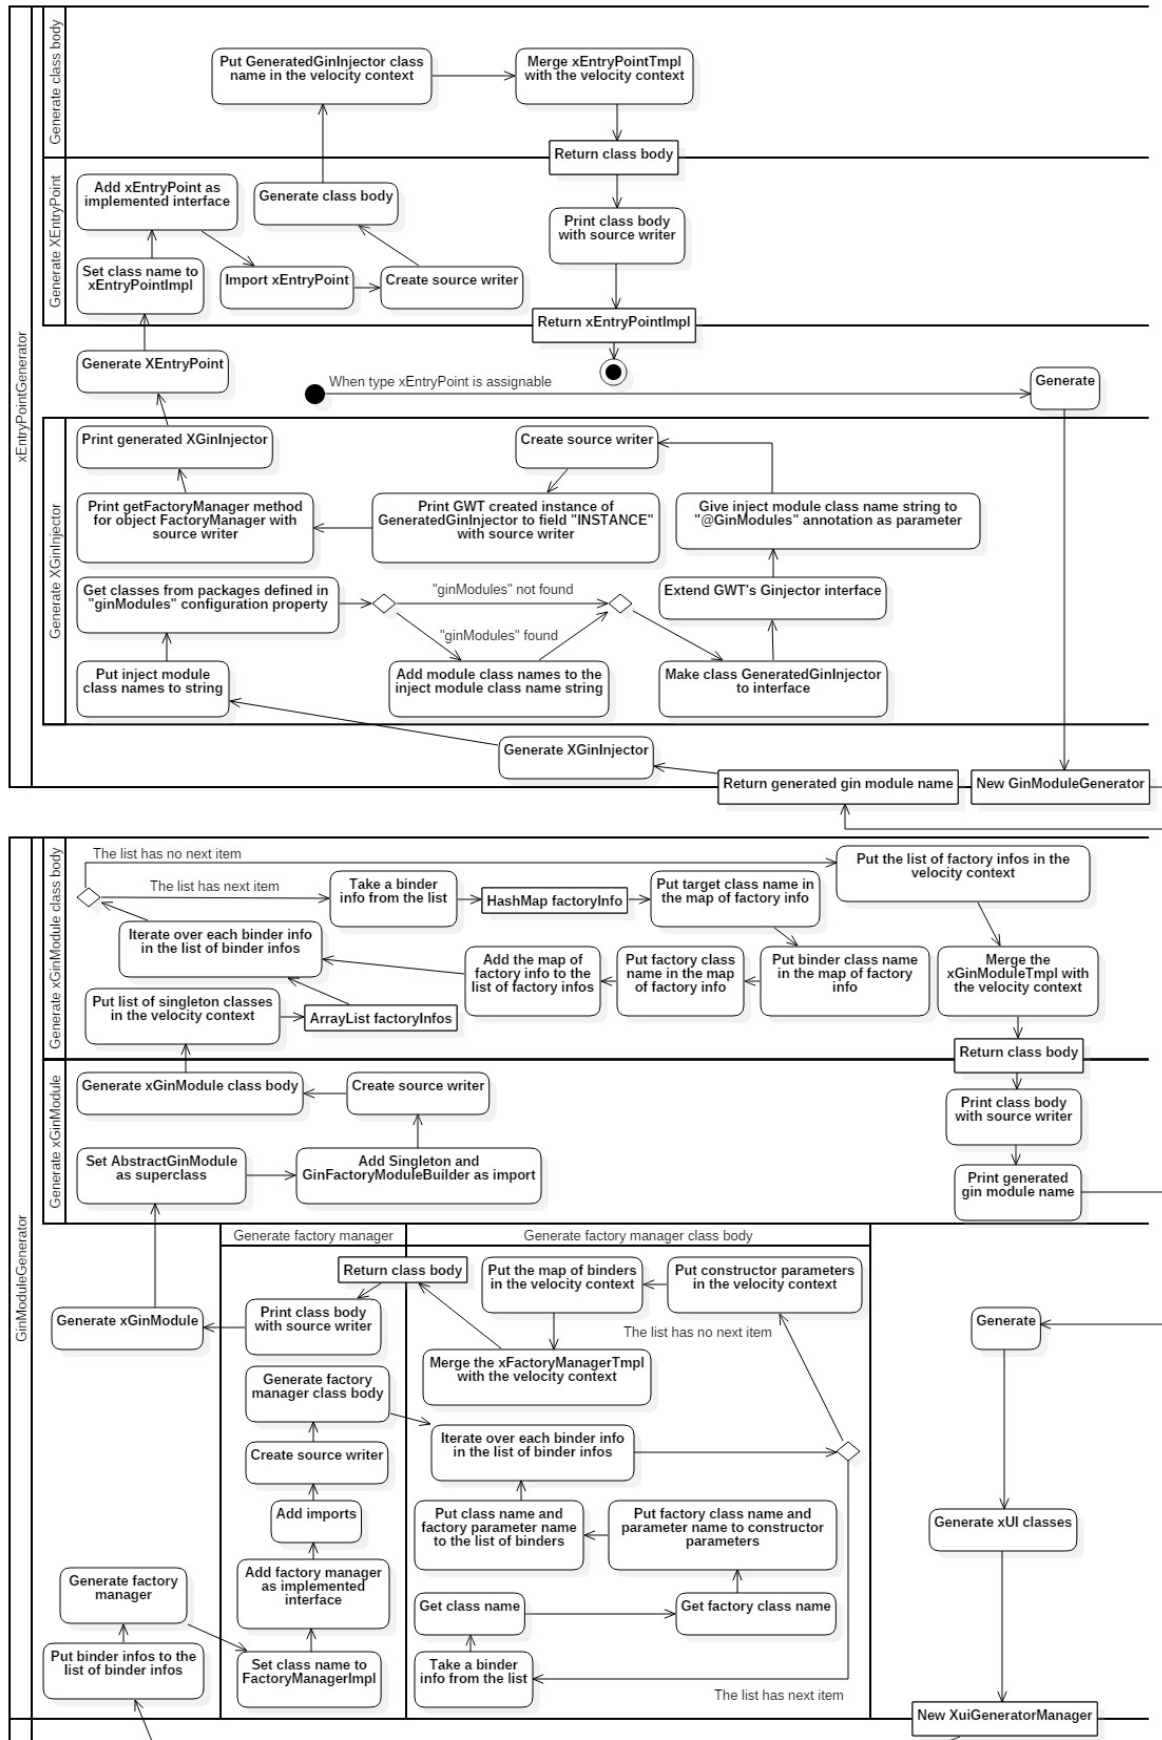 xEntryPointGenerator
Generate class body
Put GeneratedGinInjector class
name in the velocity context
Merge xEntryPointTmpl
with the velocity context
Return class body
Generate XEntryPoint
Add xEntryPoint as
implemented interface
Generate class body
Print class body
with source writer
Set class name to
xEntryPointImpl
Import xEntryPoint
Create source writer
Return xEntryPointImpl
Generate XEntryPoint
When type xEntryPoint is assignable
Generate
Generate XGinInjector
Print generated XGinInjector
Create source writer
Print getFactoryManager method
for object FactoryManager with
source writer
Print GWT created instance of
GeneratedGinInjector to field "INSTANCE"
with source writer
Give inject module class name string to
"@GinModules" annotation as parameter
Get classes from packages defined in
"ginModules" configuration property
"ginModules" not found
"ginModules" found
Extend GWT's Ginjector interface
Put inject module
class names to string
Add module class names to the
inject module class name string
Make class GeneratedGinInjector
to interface
Generate XGinInjector
Return generated gin module name
New GinModuleGenerator
GinModuleGenerator
Generate xGinModule class body
The list has no next item
The list has next item
Take a binder
info from the list
HashMap factoryInfo
Put target class name in
the map of factory info
Put the list of factory infos in the
velocity context
Iterate over each binder info
in the list of binder infos
Add the map of
factory info to the
list of factory infos
Put factory class
name in the map
of factory info
Put binder class name
in the map of factory
info
Merge the
xGinModuleTmpl with
the velocity context
Put list of singleton classes
in the velocity context
ArrayList factoryInfos
Return class body
Generate xGinModule
Generate xGinModule class body
Create source writer
Print class body
with source writer
Set AbstractGinModule
as superclass
Add Singleton and
GinFactoryModuleBuilder as import
Print generated
gin module name
Generate factory manager
Generate factory manager class body
Return class body
Put the map of binders
in the velocity context
Put constructor parameters
in the velocity context
Generate xGinModule
Print class body
with source writer
The list has no next item
Generate
Merge the xFactoryManagerTmpl
with the velocity context
Generate factory
manager class body
Iterate over each binder info
in the list of binder infos
Create source writer
Add imports
Put class name and
factory parameter name
to the list of binders
Put factory class name and
parameter name to constructor
parameters
Generate xUI classes
Generate factory
manager
Add factory manager
as implemented
interface
Get class name
Get factory class name
Put binder infos to the
list of binder infos
Set class name to
FactoryManagerImpl
Take a binder
info from the list
The list has next item
New XuiGeneratorManager